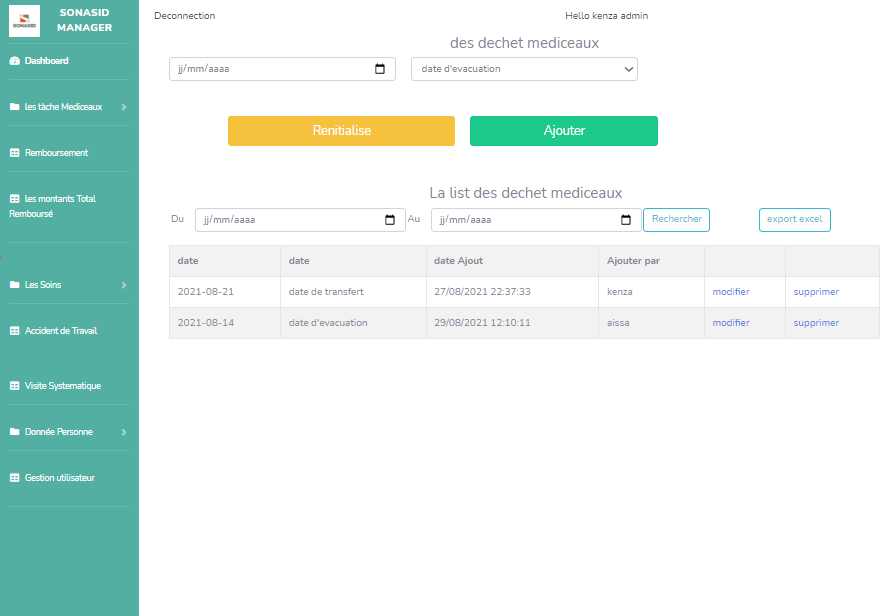 SONASID
SONASID
MANAGER
Dashboard
les tàche Mediceaux
Remboursement
les montants Total
Remboursé
Les Soins
Accident de Travail
Visite Systematique
Donnée Personne
Gestion utilisateur
Deconnection
Hello kenza admin
des dechet mediceaux
jj/mm/aaaa
date d'evacuation
Renitialise
Ajouter
La list des dechet mediceaux
Du jj/mm/aaaa Au jj/mm/aaaa Rechercher export excel
date date date Ajout Ajouter par
2021-08-21 date de transfert 27/08/2021 22:37:33 kenza modifier supprimer
2021-08-14 date d'evacuation 29/08/2021 12:10:11 aissa modifier supprimer